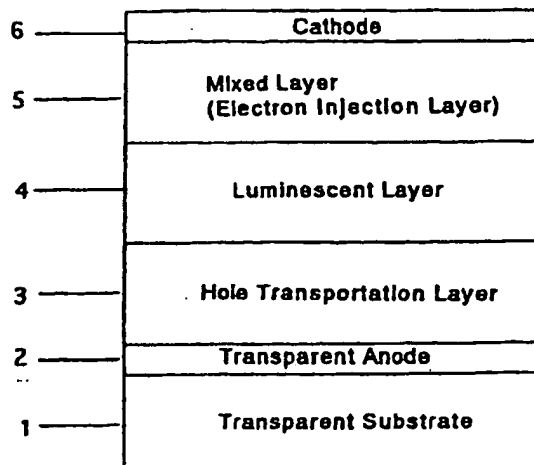 6 Cathode
5 Mixed Layer
(Electron Injection Layer)
4 Luminescent Layer
3 Hole Transportation Layer
2 Transparent Anode
1 Transparent Substrate